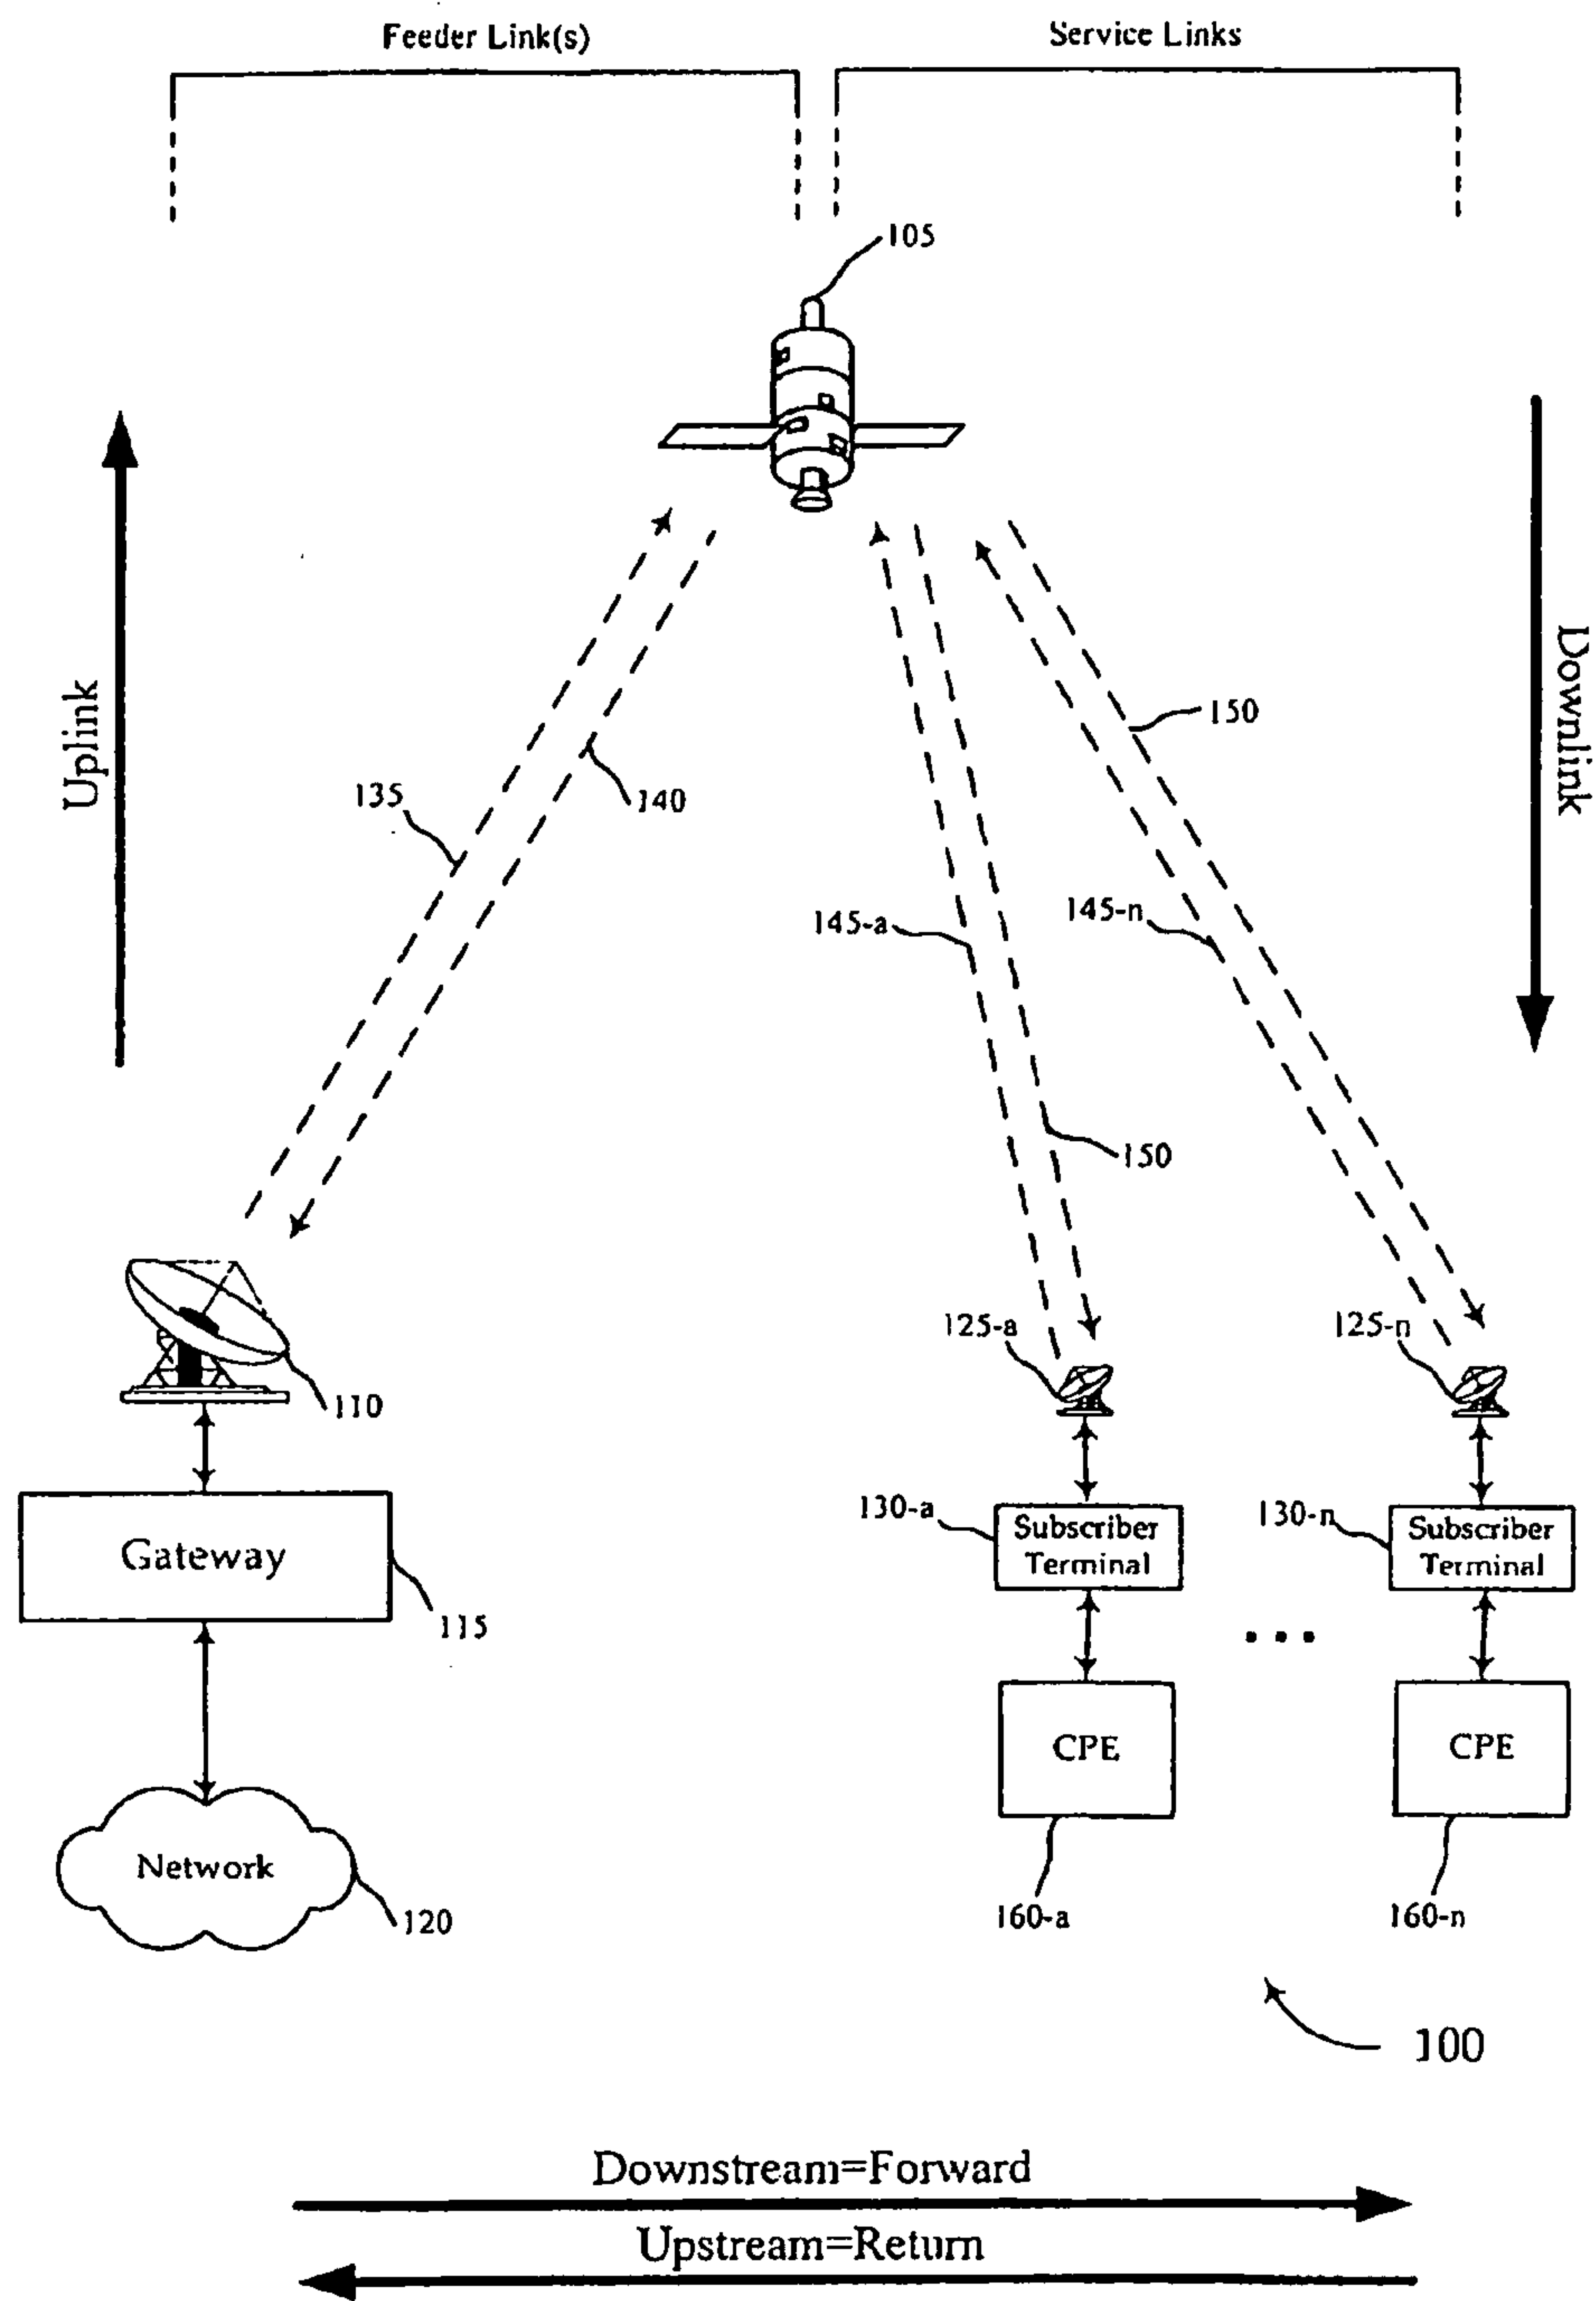 Feeder Link(s)
Service Links
105
Uplink
Downlink
150
135
140
145-a
145-n
150
125-a
125-n
110
130-a
Subscriber
Terminal
130-n
Subscriber
Terminal
Gateway
115
...
CPE
CPE
Network
120
160-a
160-n
100
Downstream=Forward
Upstream=Return